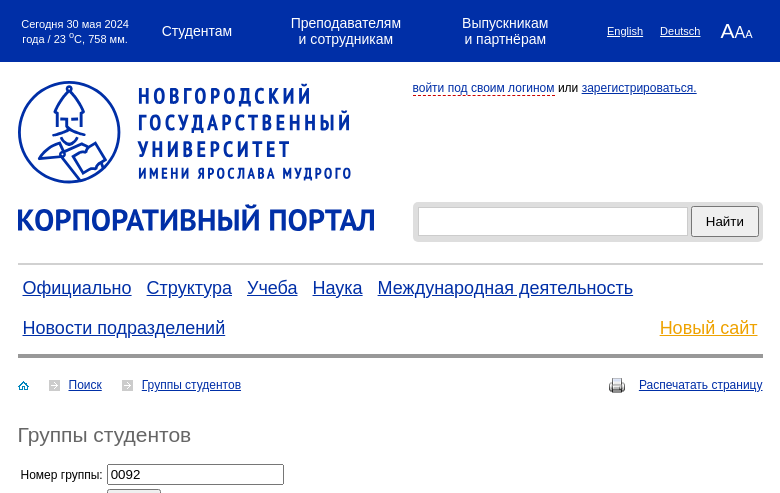 Сегодня 30 мая 2024
года / 23 °C, 758 мм.
Студентам
Преподавателям
и сотрудникам
Выпускникам
и партнёрам
English
Deutsch
AAA
НОВГОРОДСКИЙ
ГОСУДАРСТВЕННЫЙ
УНИВЕРСИТЕТ
ИМЕНИ ЯРОСЛАВА МУДРОГО
войти под своим логином или зарегистрироваться.
КОРПОРАТИВНЫЙ ПОРТАЛ
Найти
Официально Структура Учеба Наука Международная деятельность
Новости подразделений
Новый сайт
Поиск
Группы студентов
Распечатать страницу
Группы студентов
Номер группы: 0092